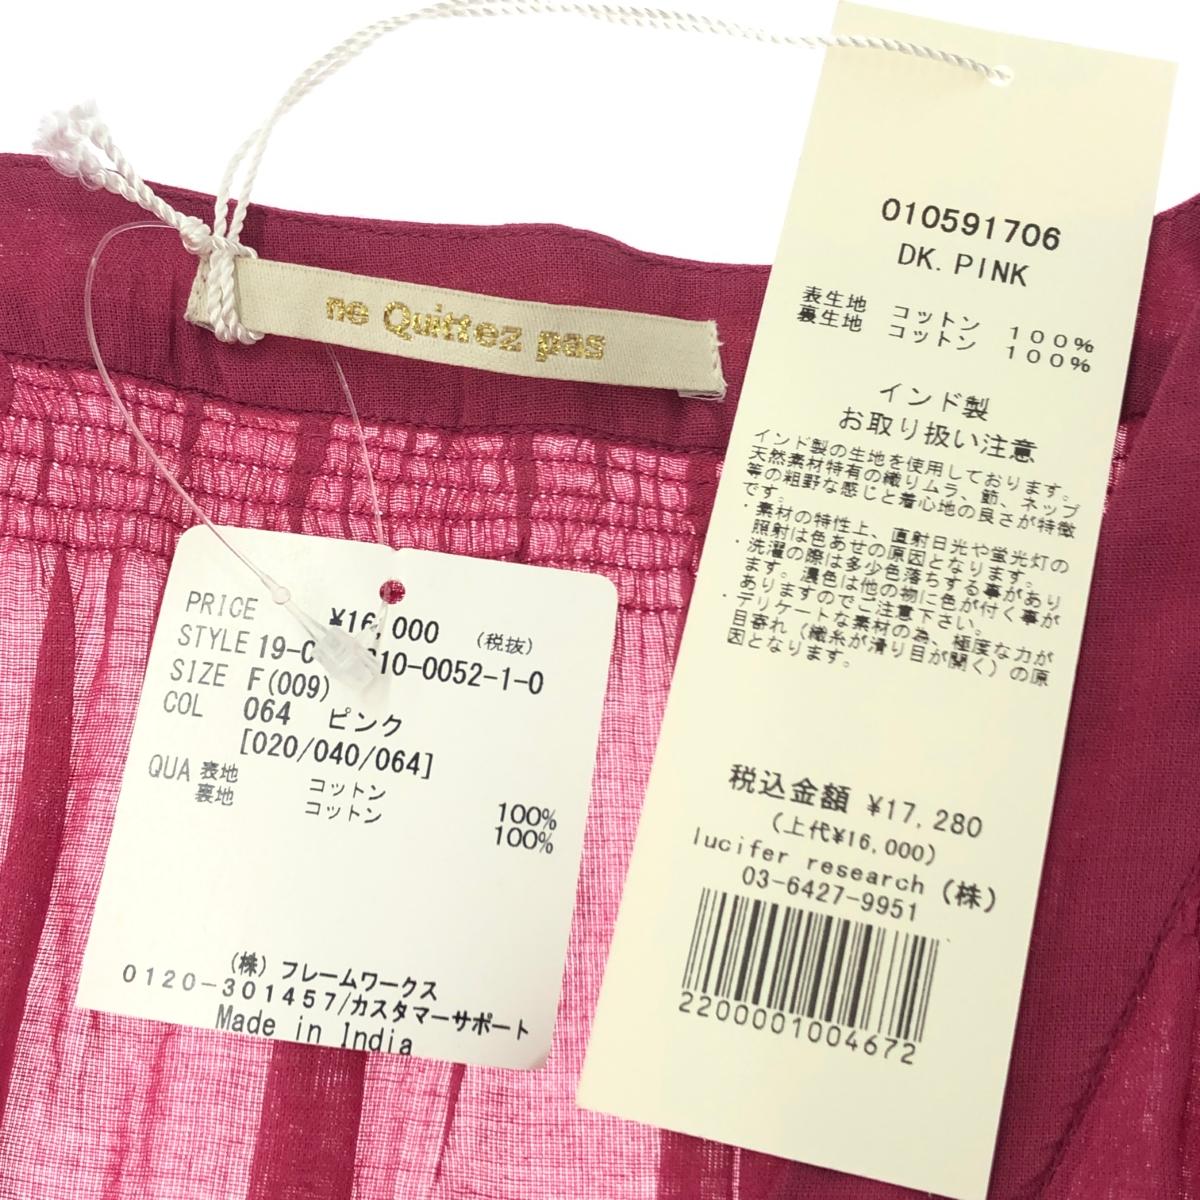 ne Quittez pas
PRICE ¥16,000 (税抜)
STYLE 10-0052-1-0
SIZE F(009)
COL 064 ピンク
[020/040/064]
QUA 表地 コットン 100%
裏地 コットン 100%
(株) フレームワークス
0120-301457/カスタマーサポート
Made in India
010591706
DK.PINK
表生地 コットン 100%
裏生地 コットン 100%
インド製
お取り扱い注意
インド製の生地を使用しております。
天然素材特有の織りムラ、節、ネップ
等の粗野な感じと着心地の良さが特徴
です。
・素材の特性上、直射日光や蛍光灯の
照射は色あせの原因となります。
・洗濯の際は多少色落ちする事があり
ます。濃色は他の物に色が付く事が
ありますのでご注意下さい。
・デリケートな素材の為、極度な力が
目寄れ（織糸が滑り目が開く）の原
因となります。
税込金額 ¥17,280
(上代¥16,000)
lucifer research (株)
03-6427-9951
2200001004672